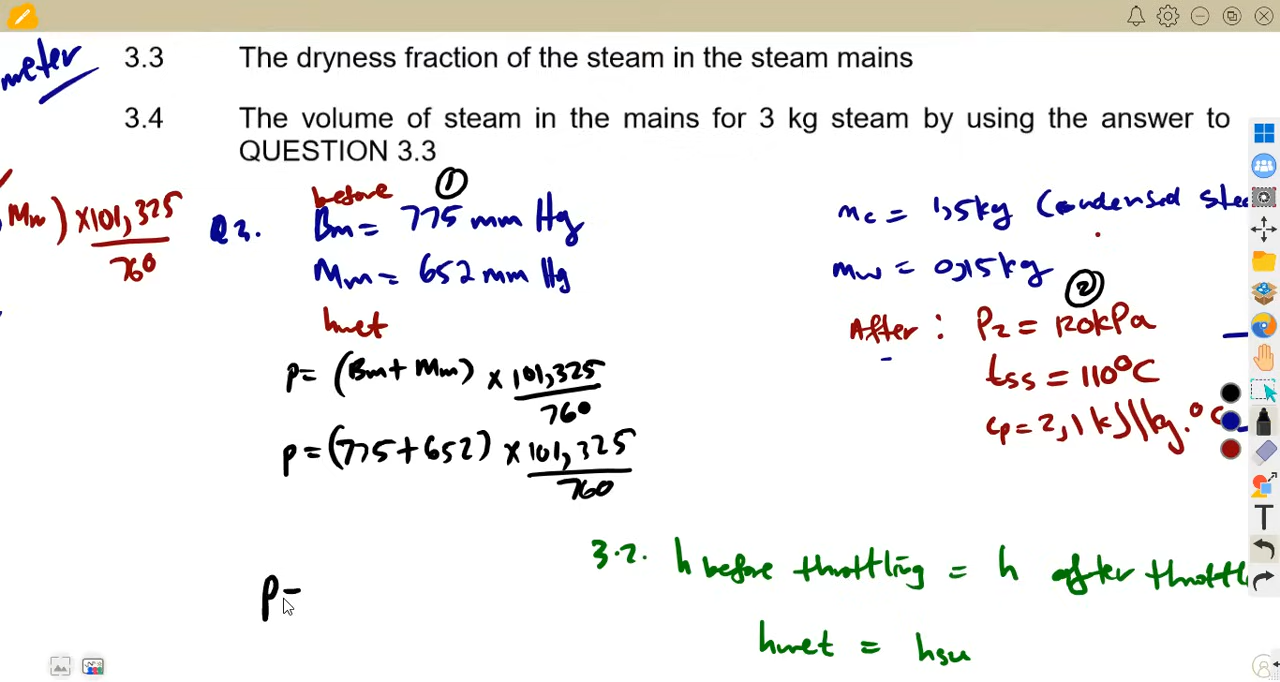 meter
3.3 The dryness fraction of the steam in the steam mains
3.4 The volume of steam in the mains for 3 kg steam by using the answer to
QUESTION 3.3
Mm) × 101,325
760
Q3.
before ①
Bm = 775 mm Hg
Mm = 652 mm Hg
hwet
P = (Bm + Mm) × 101,325
760
P = (775 + 652) × 101,325
760
P =
mc = 1,5kg Condensed stea
mw = 0,15kg
②
After : P2 = 120kPa
tss = 110°C
cp = 2,1 kJ/kg.°C
3.2. h before throttling = h after throttl
hwet = hsu
T